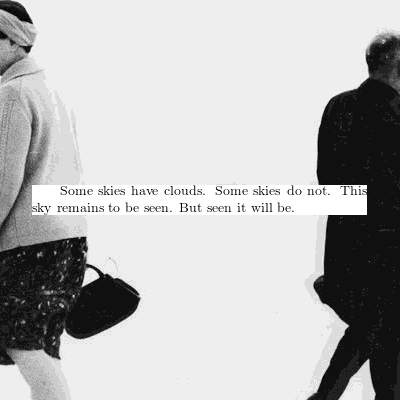 Some skies have clouds. Some skies do not. This
sky remains to be seen. But seen it will be.